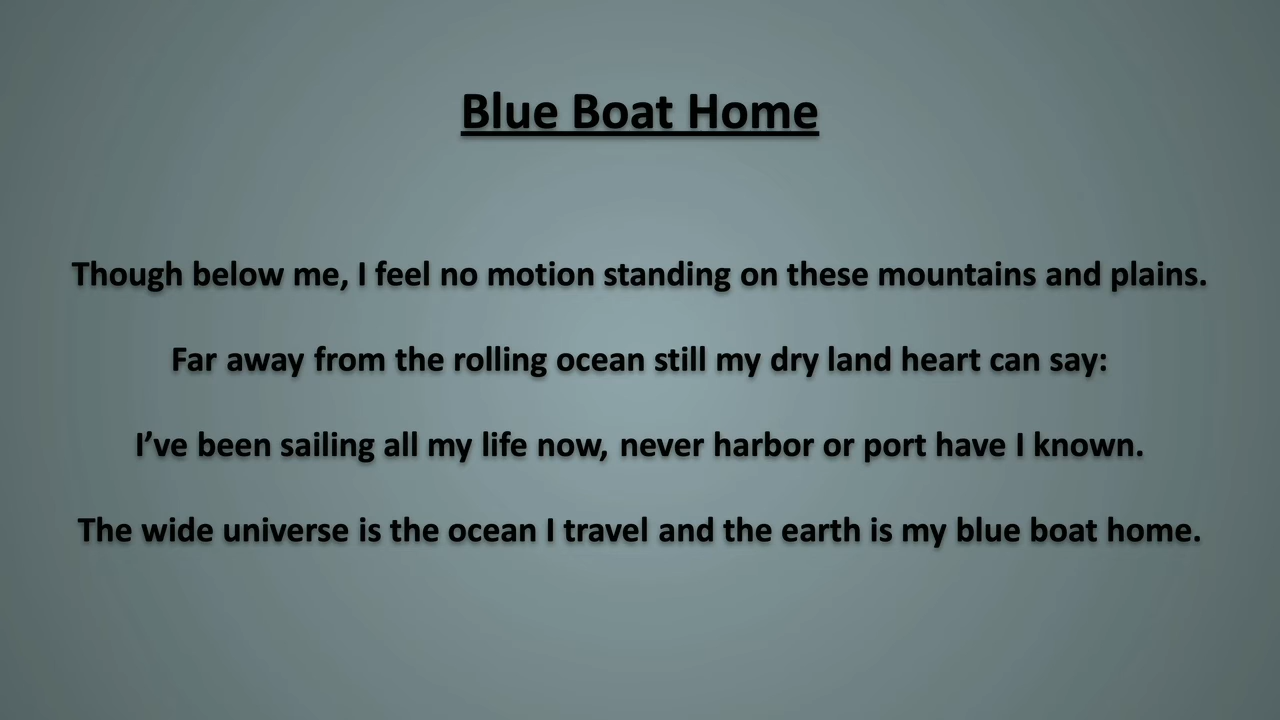 Blue Boat Home
Though below me, I feel no motion standing on these mountains and plains.
Far away from the rolling ocean still my dry land heart can say:
I’ve been sailing all my life now, never harbor or port have I known.
The wide universe is the ocean I travel and the earth is my blue boat home.